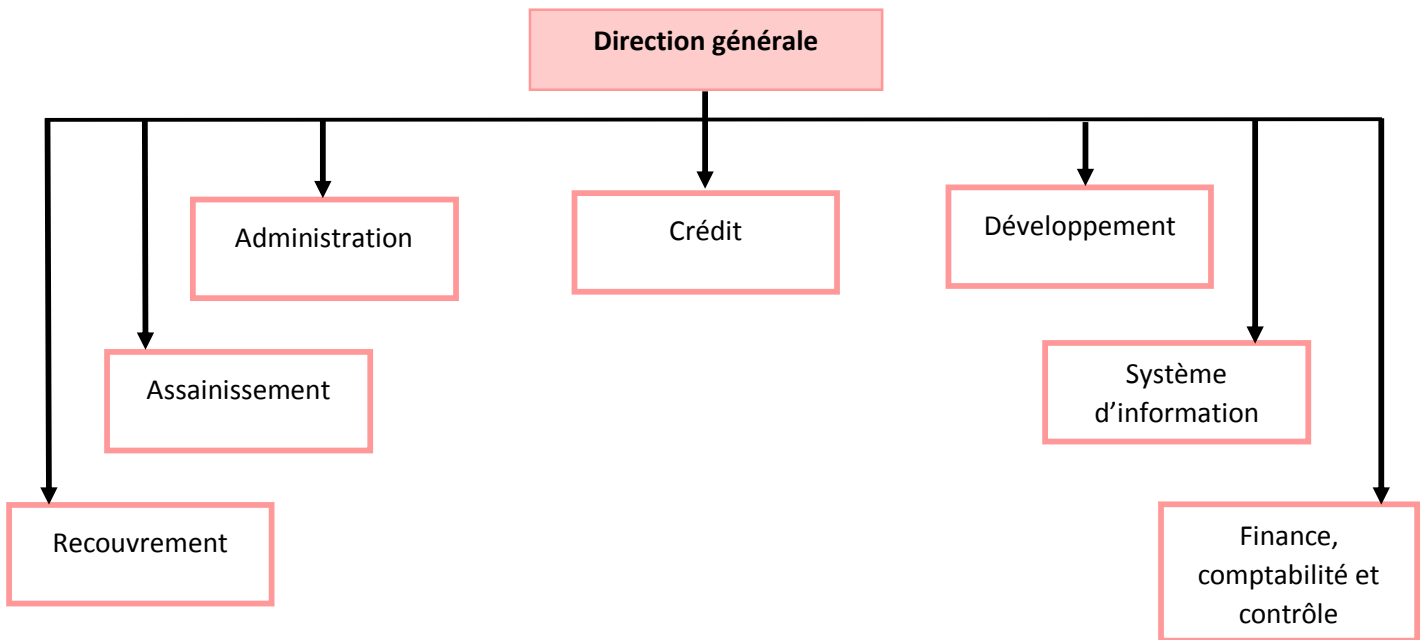 Direction générale
Administration
Crédit
Développement
Assainissement
Système
d’information
Recouvrement
Finance,
comptabilité et
contrôle